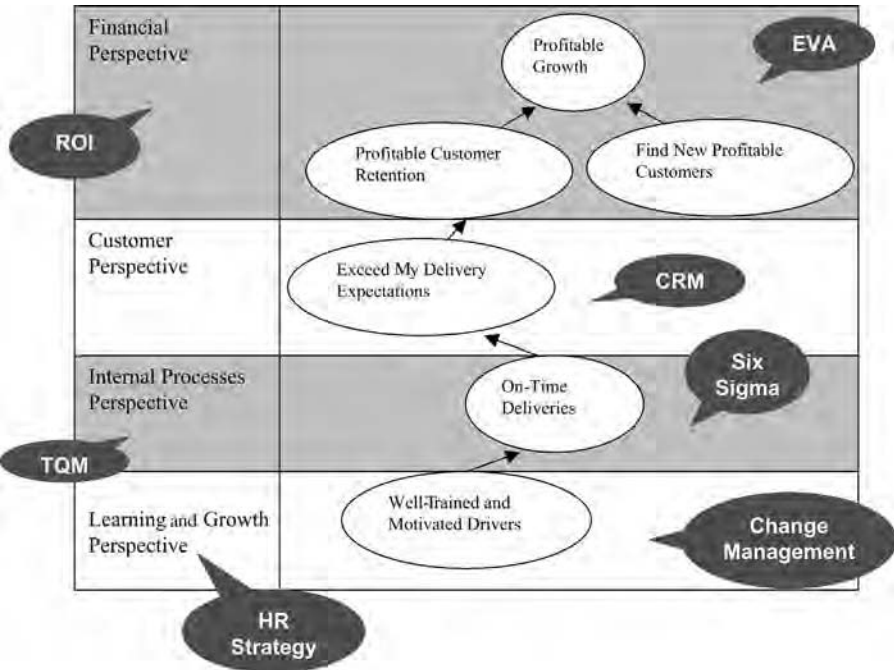 Financial
Perspective
Profitable
Growth
EVA
ROI
Profitable Customer
Retention
Find New Profitable
Customers
Customer
Perspective
Exceed My Delivery
Expectations
CRM
Internal Processes
Perspective
On-Time
Deliveries
Six
Sigma
TQM
Learning and Growth
Perspective
Well-Trained and
Motivated Drivers
Change
Management
HR
Strategy